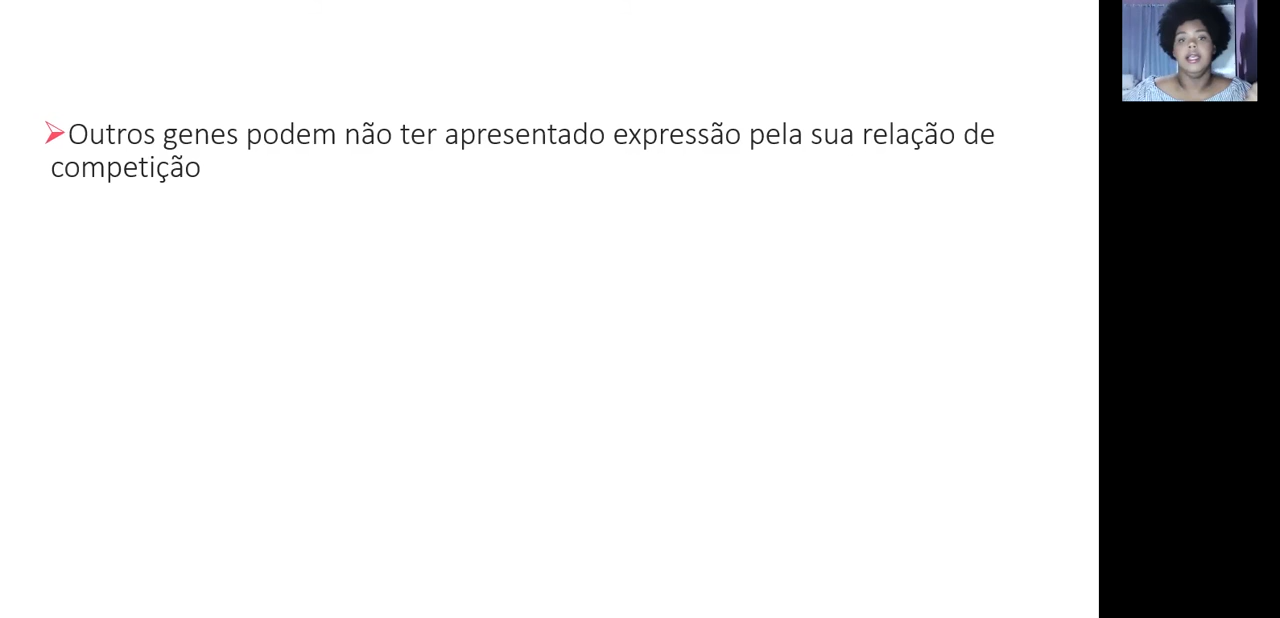 ➢Outros genes podem não ter apresentado expressão pela sua relação de
competição